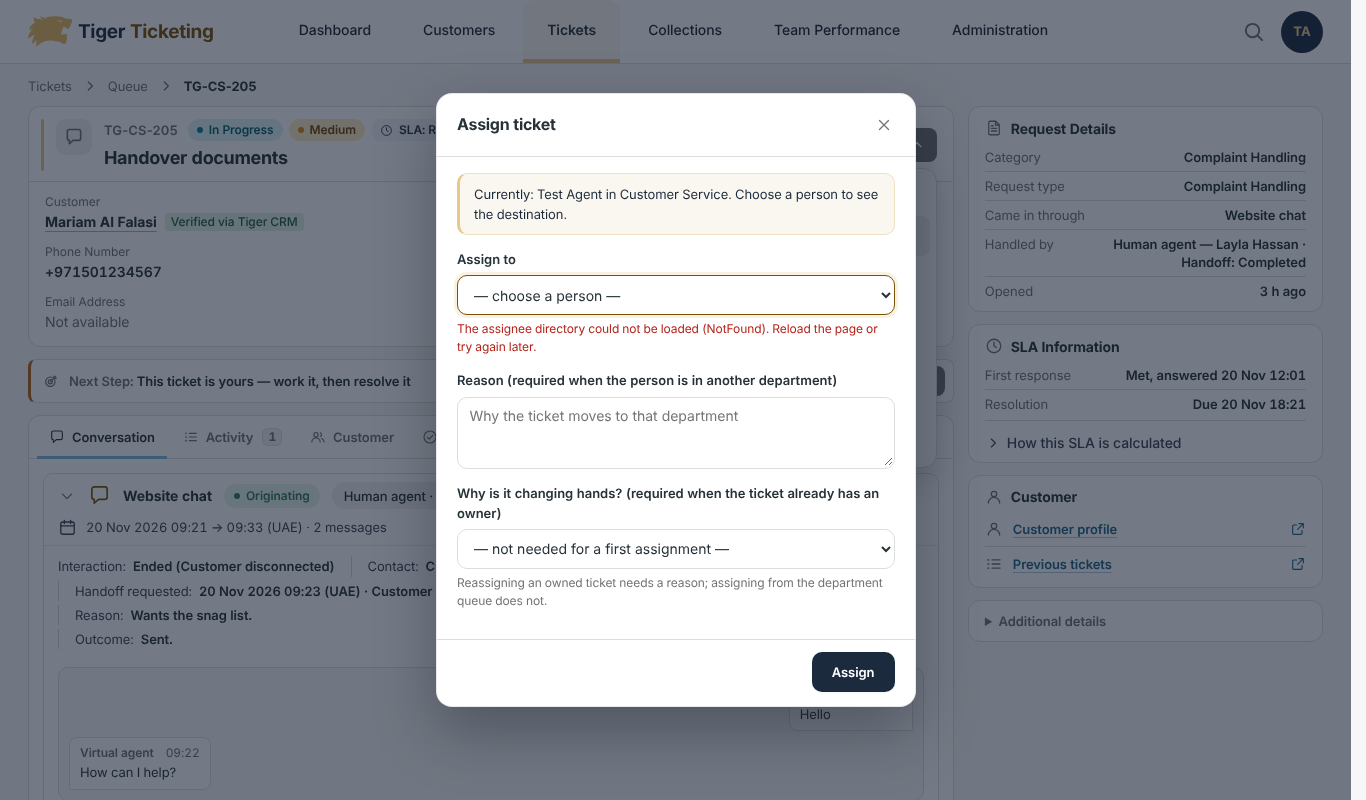 Tiger Ticketing
Dashboard
Customers
Tickets
Collections
Team Performance
Administration
TA
Tickets > Queue > TG-CS-205
TG-CS-205
In Progress
Medium
SLA: R
Handover documents
Customer
Mariam Al Falasi
Verified via Tiger CRM
Phone Number
+971501234567
Email Address
Not available
Next Step: This ticket is yours — work it, then resolve it
Conversation
Activity 1
Customer
Website chat
Originating
Human agent ·
20 Nov 2026 09:21 → 09:33 (UAE) · 2 messages
Interaction: Ended (Customer disconnected)
Contact: C
Handoff requested: 20 Nov 2026 09:23 (UAE) · Customer
Reason: Wants the snag list.
Outcome: Sent.
Hello
Virtual agent 09:22
How can I help?
Assign ticket
Currently: Test Agent in Customer Service. Choose a person to see
the destination.
Assign to
— choose a person —
The assignee directory could not be loaded (NotFound). Reload the page or
try again later.
Reason (required when the person is in another department)
Why the ticket moves to that department
Why is it changing hands? (required when the ticket already has an
owner)
— not needed for a first assignment —
Reassigning an owned ticket needs a reason; assigning from the department
queue does not.
Assign
Request Details
Category Complaint Handling
Request type Complaint Handling
Came in through Website chat
Handled by Human agent — Layla Hassan ·
Handoff: Completed
Opened 3 h ago
SLA Information
First response Met, answered 20 Nov 12:01
Resolution Due 20 Nov 18:21
How this SLA is calculated
Customer
Customer profile
Previous tickets
Additional details